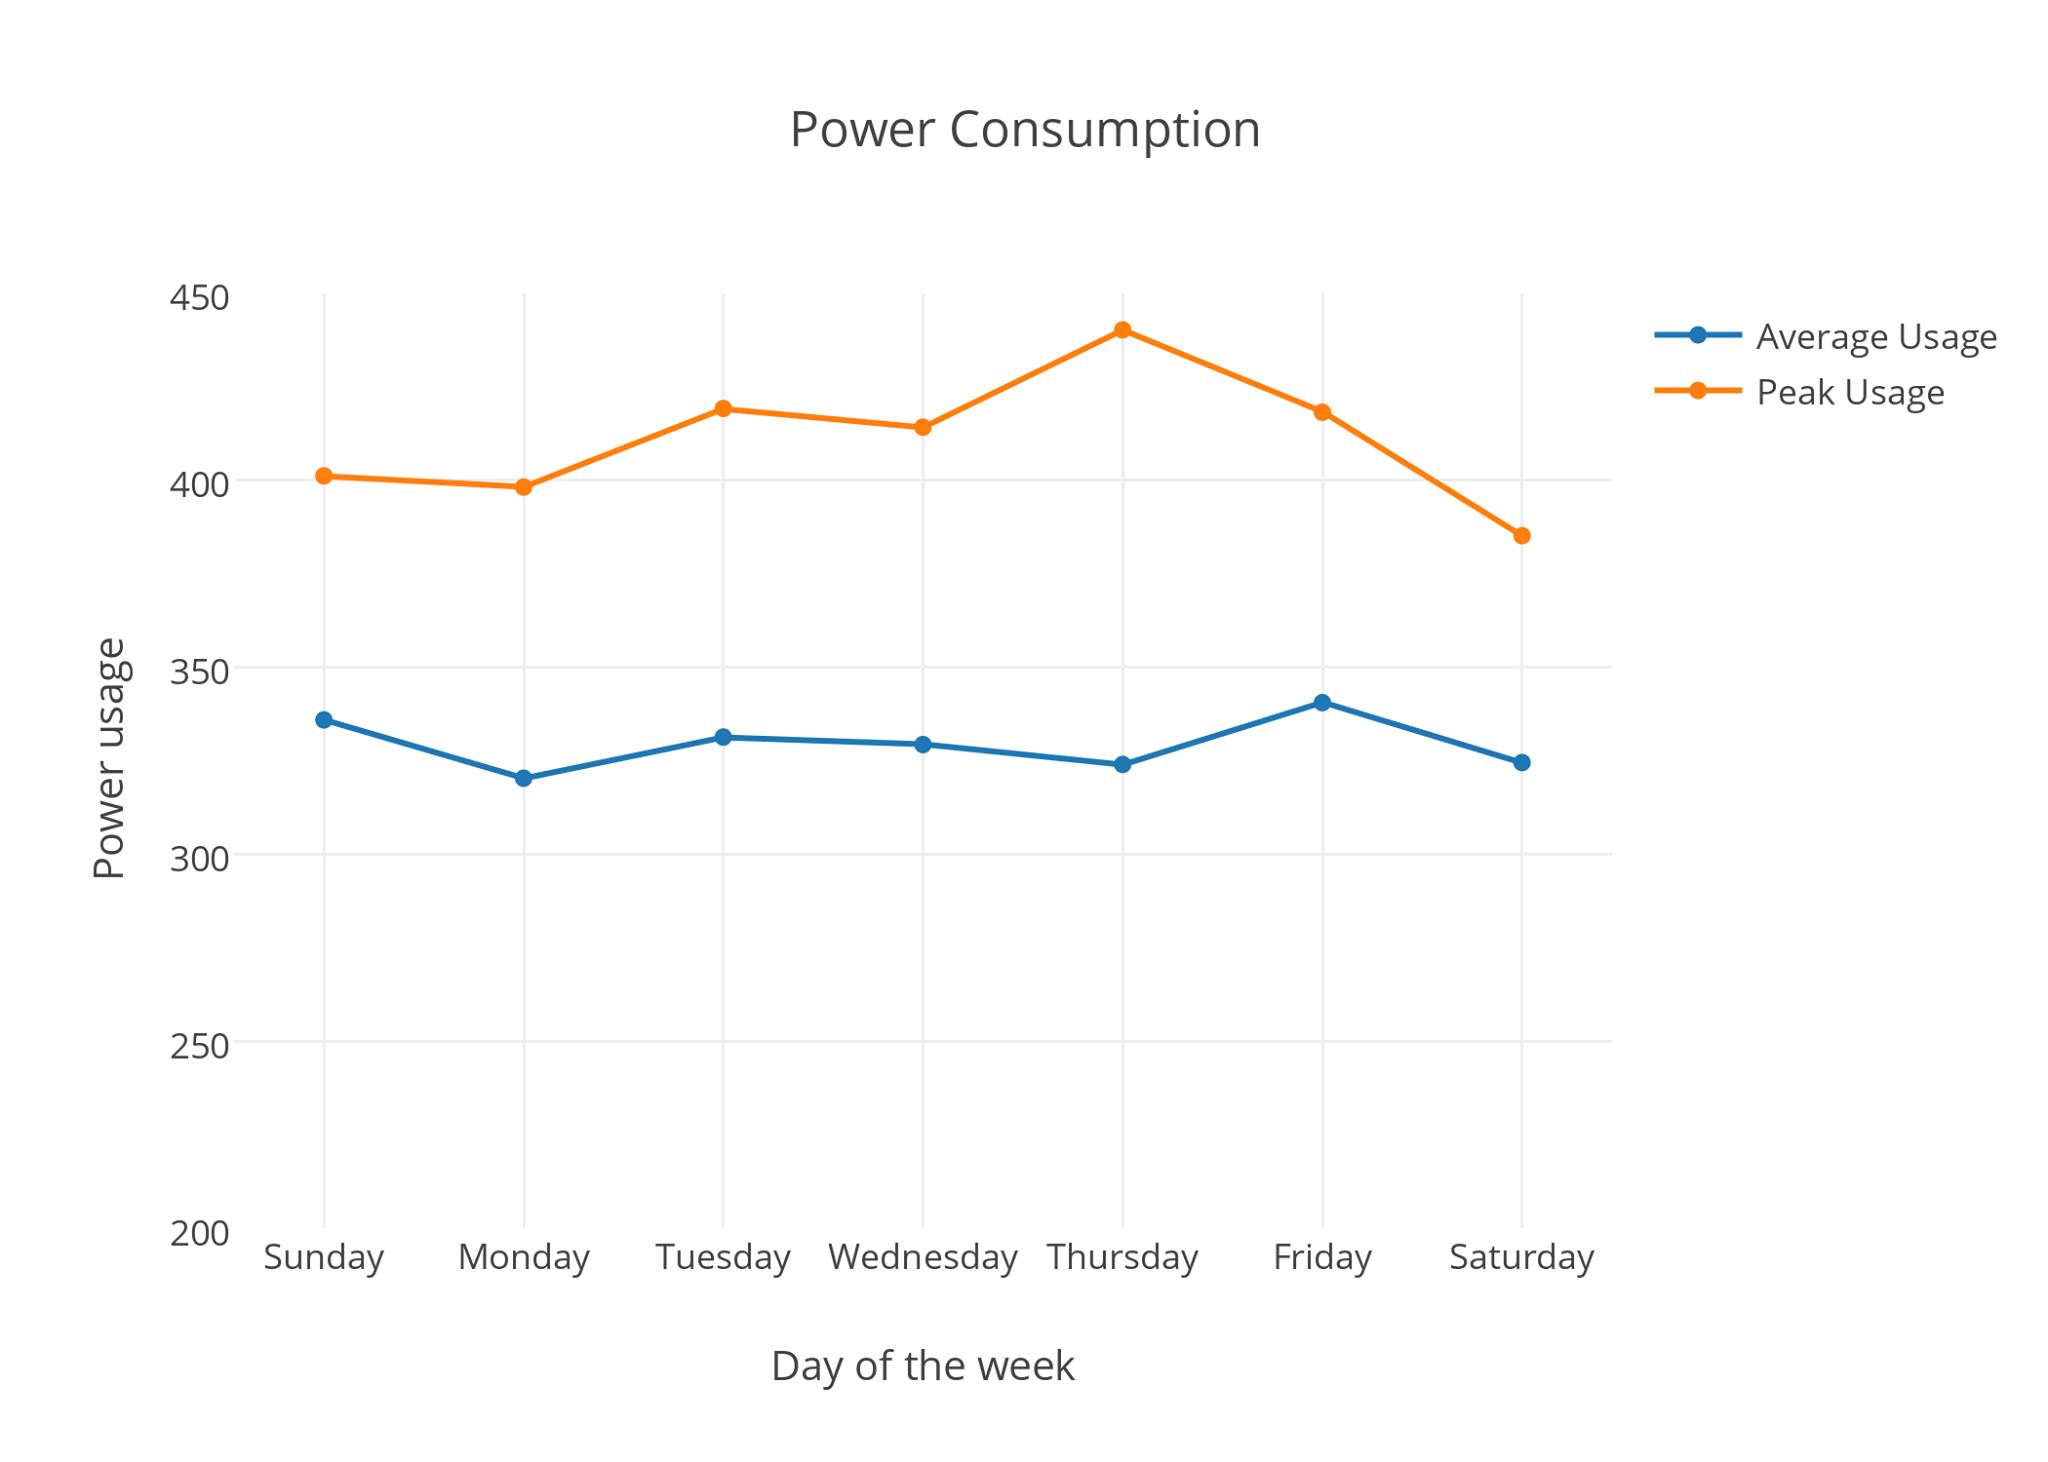 Power Consumption
450
400
350
300
250
200
Power usage
Sunday Monday Tuesday Wednesday Thursday Friday Saturday
Day of the week
Average Usage
Peak Usage